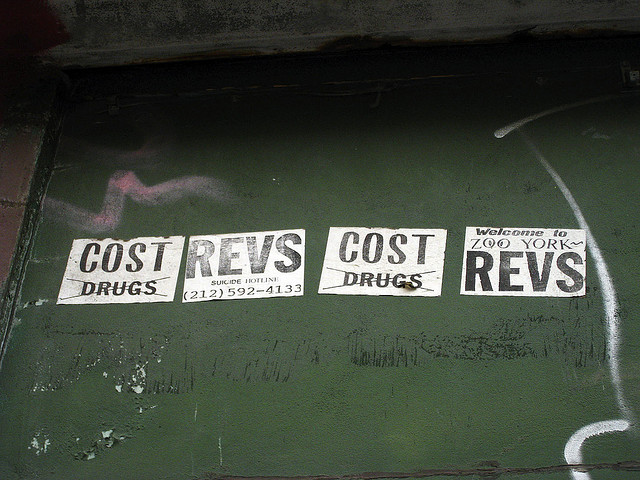 COST
DRUGS
REVS
SUICIDE HOTLINE
(212) 592-4133
COST
DRUGS
Welcome to
ZOO YORK
REVS